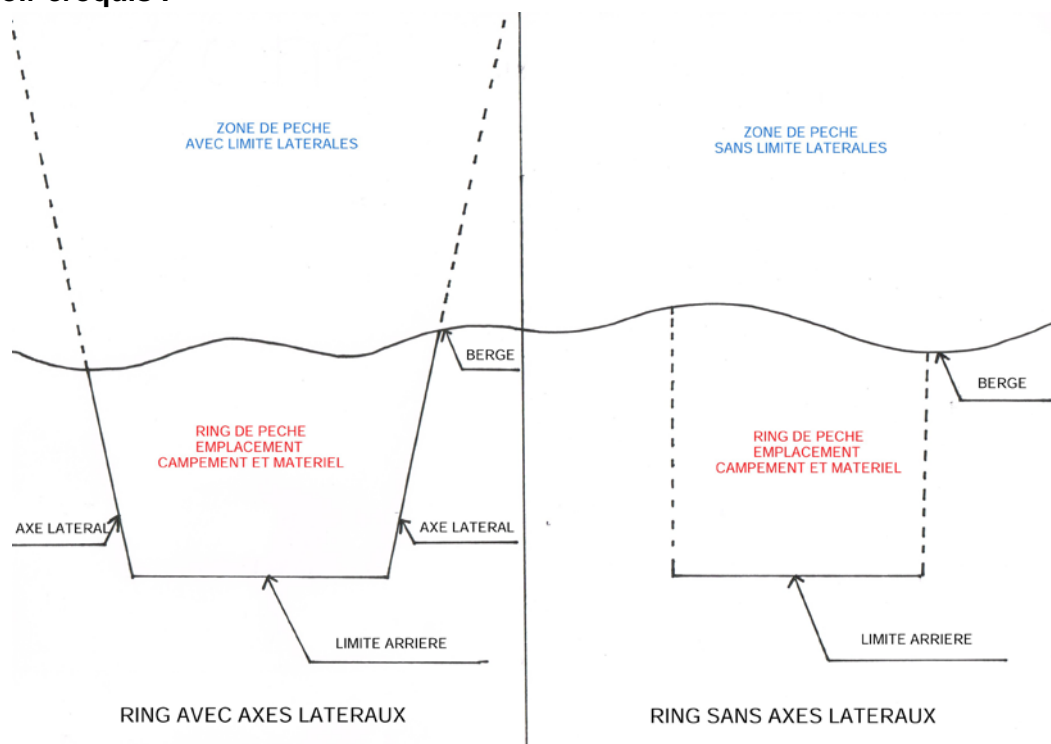 ZONE DE PECHE
AVEC LIMITE LATERALES
BERGE
RING DE PECHE
EMPLACEMENT
CAMPEMENT ET MATERIEL
AXE LATERAL
AXE LATERAL
LIMITE ARRIERE
RING AVEC AXES LATERAUX
ZONE DE PECHE
SANS LIMITE LATERALES
BERGE
RING DE PECHE
EMPLACEMENT
CAMPEMENT ET MATERIEL
LIMITE ARRIERE
RING SANS AXES LATERAUX